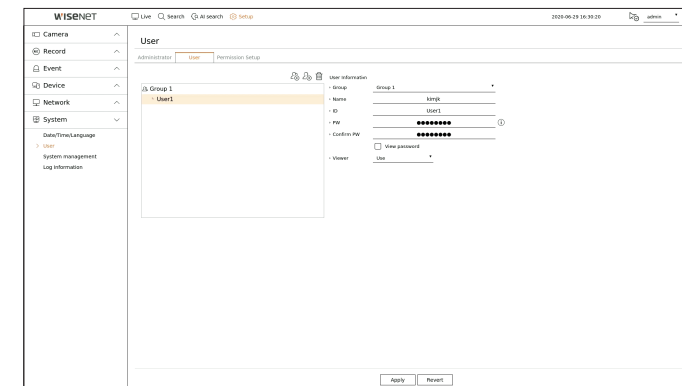 WISENET
Live Search AI search Setup
2020-06-29 16:30:20
admin
Camera
Record
Event
Device
Network
System
Date/Time/Language
User
System management
Log information
User
Administrator User Permission Setup
Group 1
User1
User Information
Group Group 1
Name kimjk
ID User1
PW ●●●●●●●●
Confirm PW ●●●●●●●●
View password
Viewer Use
Apply Revert